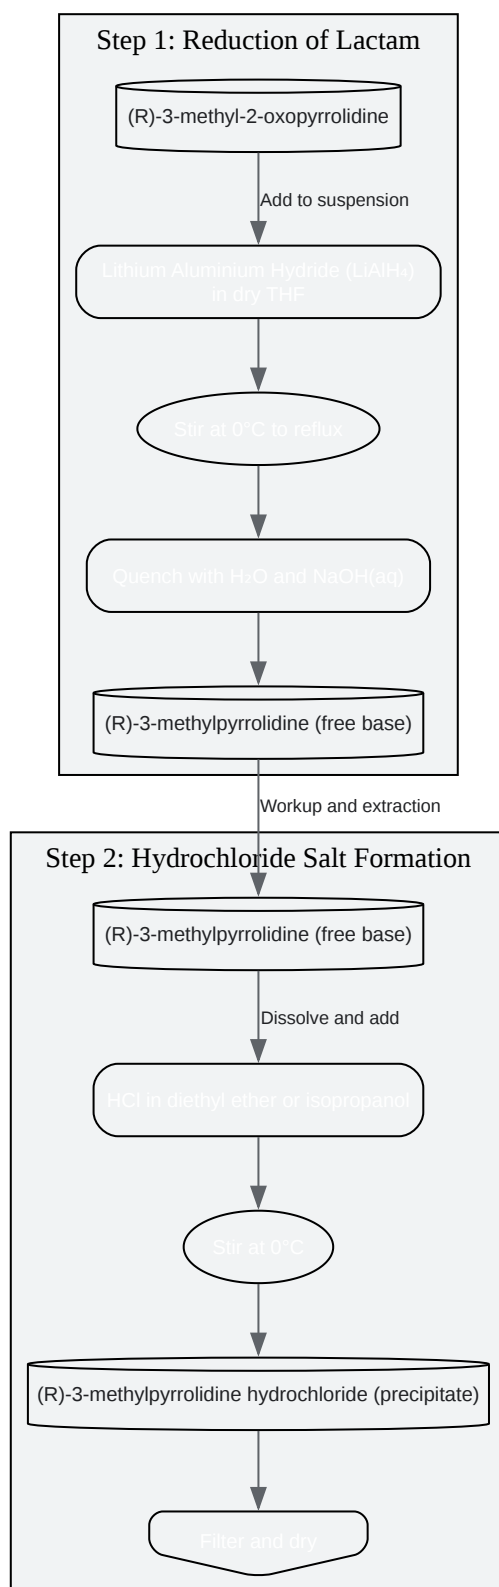 Step 1: Reduction of Lactam
(R)-3-methyl-2-oxopyrrolidine
Add to suspension
Lithium Aluminium Hydride (LiAlH₄)
in dry THF
Stir at 0°C to reflux
Quench with H₂O and NaOH(aq)
(R)-3-methylpyrrolidine (free base)
Workup and extraction
Step 2: Hydrochloride Salt Formation
(R)-3-methylpyrrolidine (free base)
Dissolve and add
HCl in diethyl ether or isopropanol
Stir at 0°C
(R)-3-methylpyrrolidine hydrochloride (precipitate)
Filter and dry